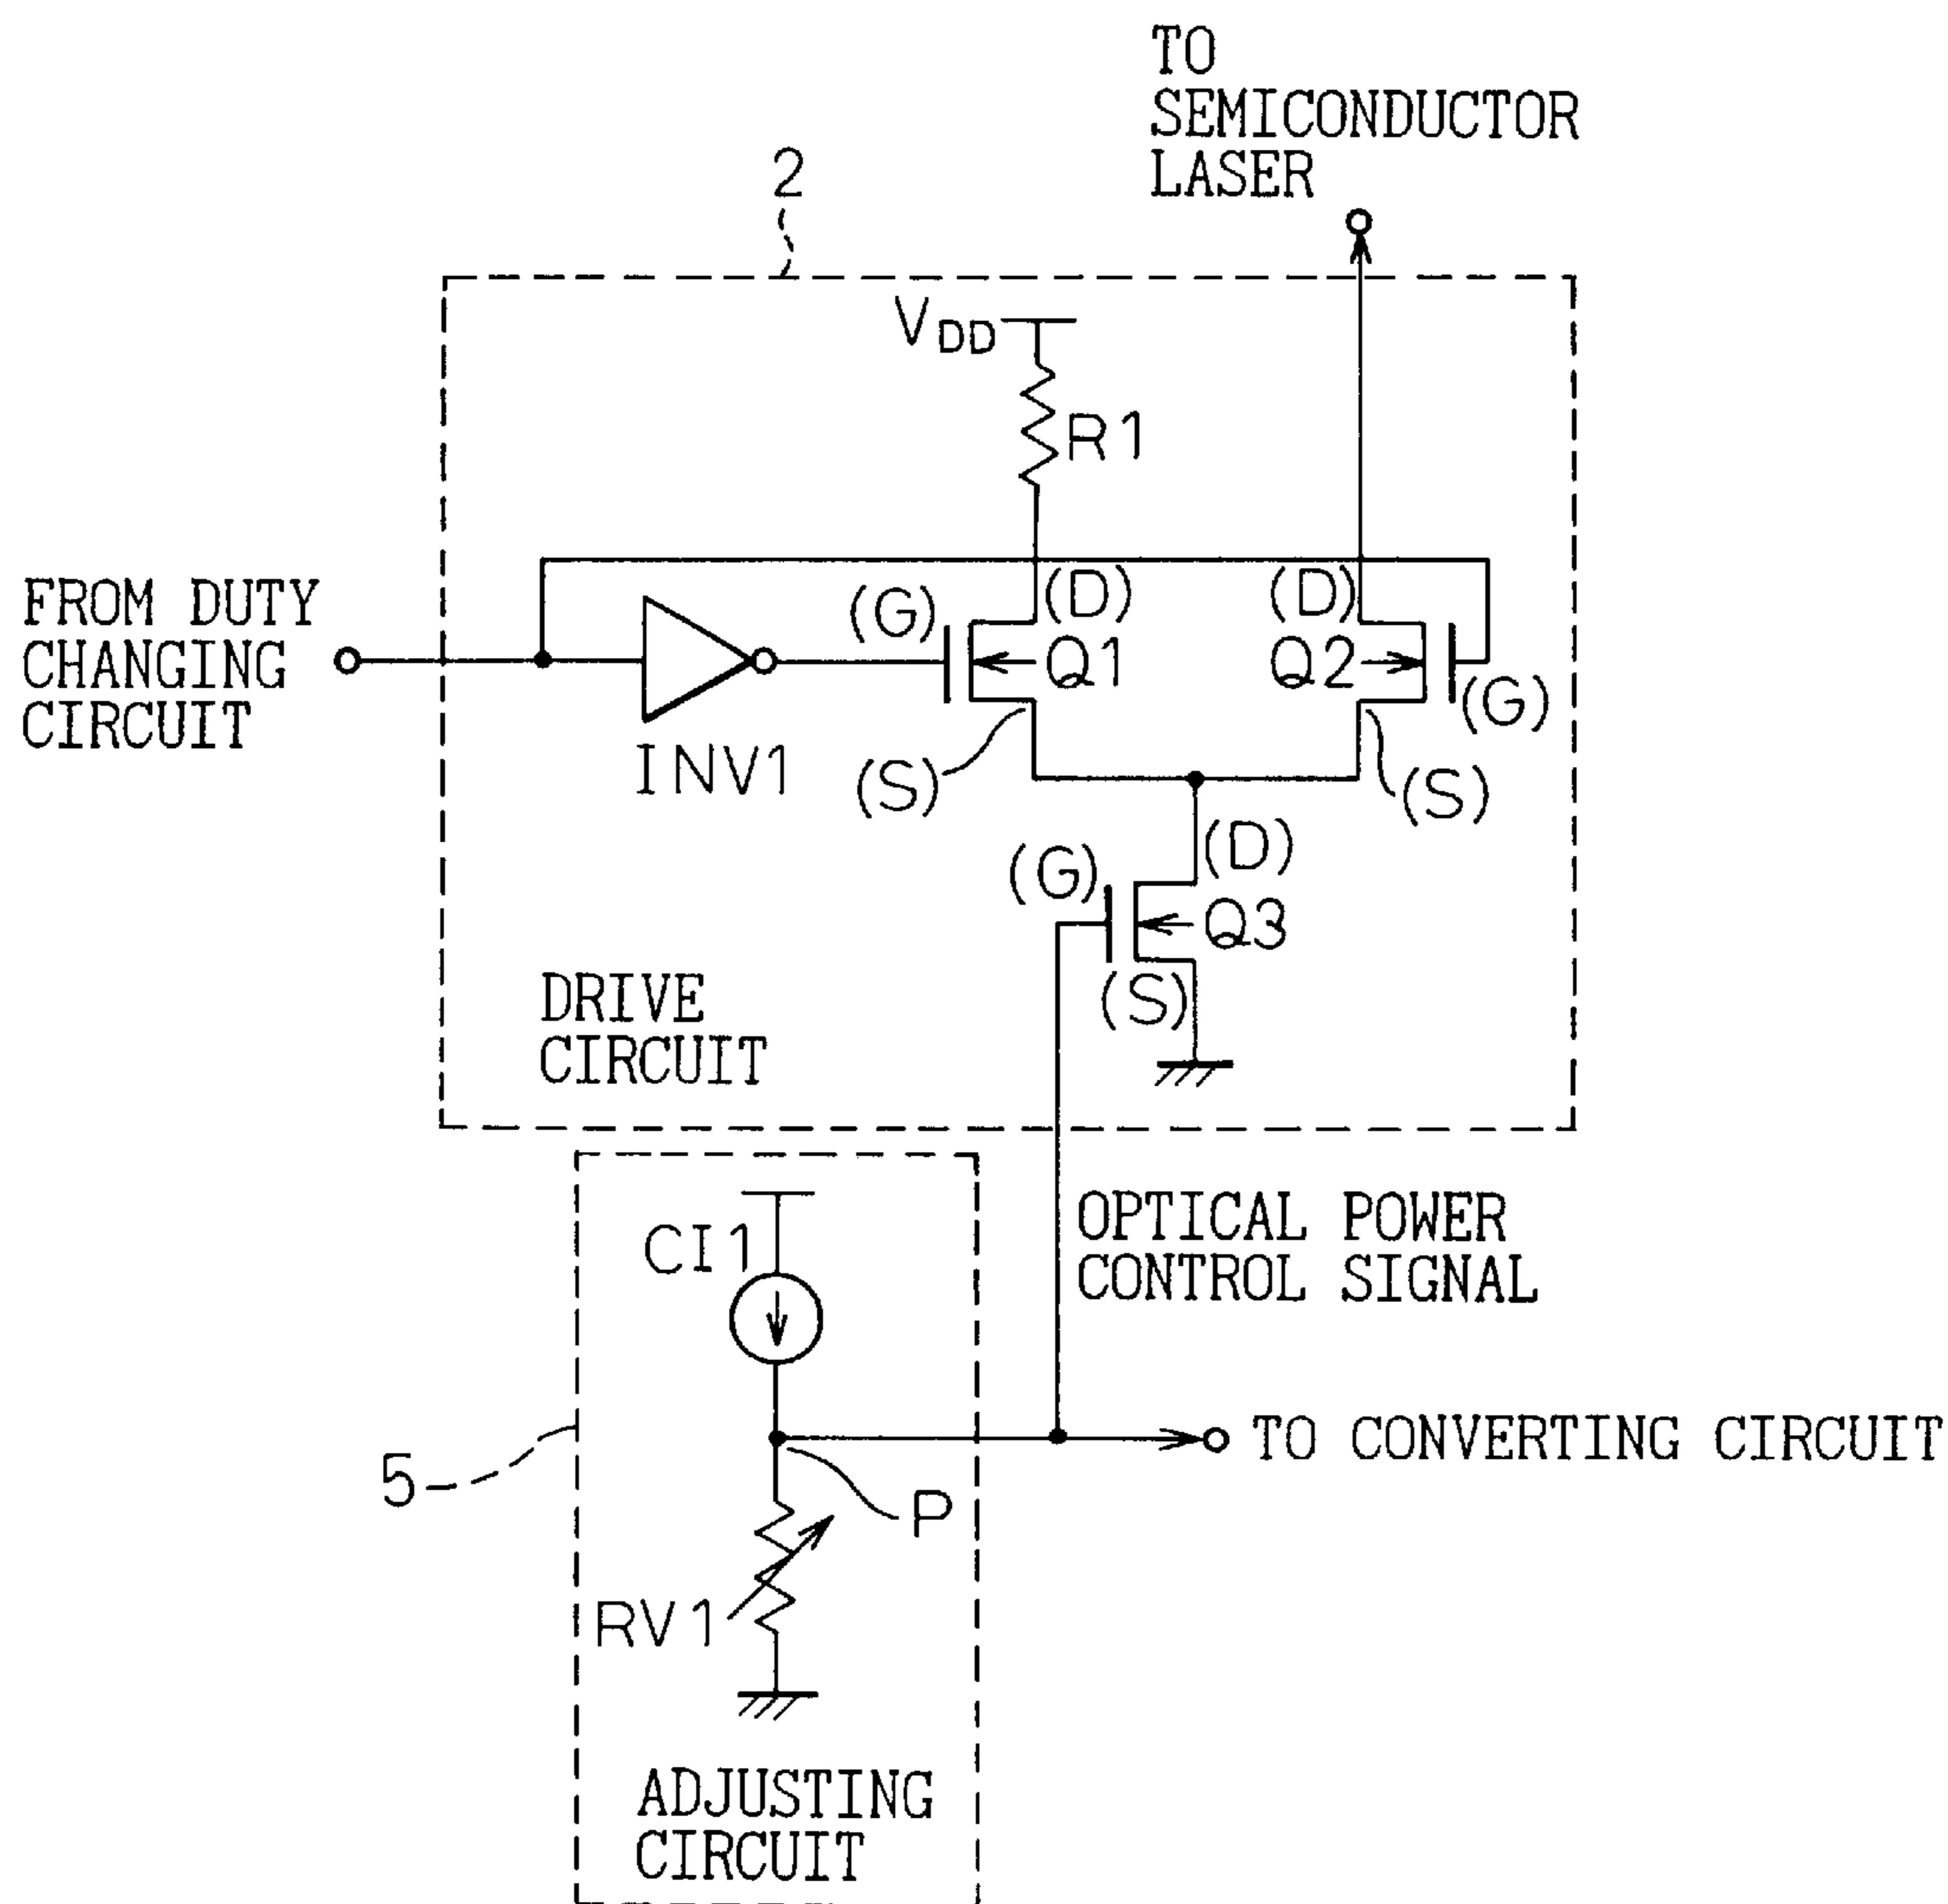 TO
SEMICONDUCTOR
LASER
2
VDD
R1
FROM DUTY
CHANGING
CIRCUIT
(G)
(D)
(D)
Q1
Q2
(G)
INV1
(S)
(S)
(D)
(G)
Q3
(S)
DRIVE
CIRCUIT
CI1
OPTICAL POWER
CONTROL SIGNAL
TO CONVERTING CIRCUIT
5
P
RV1
ADJUSTING
CIRCUIT